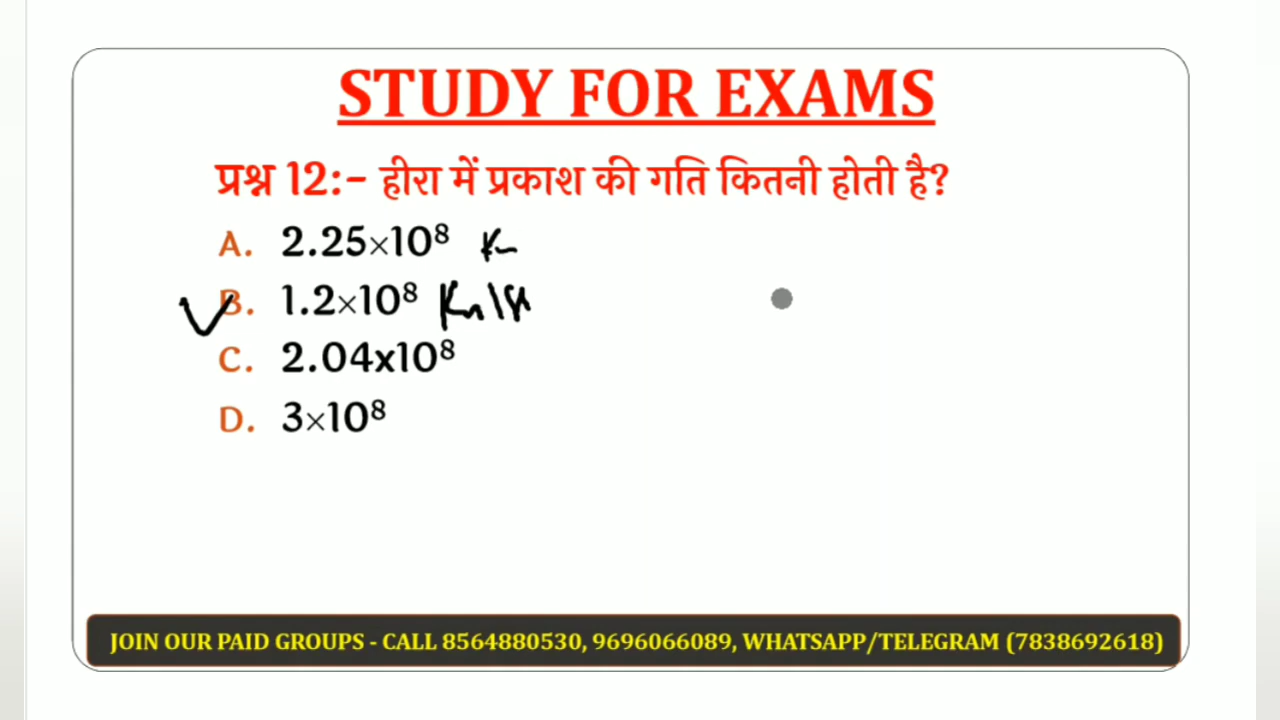 STUDY FOR EXAMS
प्रश्न 12:- हीरा में प्रकाश की गति कितनी होती है?
A. 2.25×10⁸ K
B. 1.2×10⁸
C. 2.04x10⁸
D. 3×10⁸
JOIN OUR PAID GROUPS - CALL 8564880530, 9696066089, WHATSAPP/TELEGRAM (7838692618)